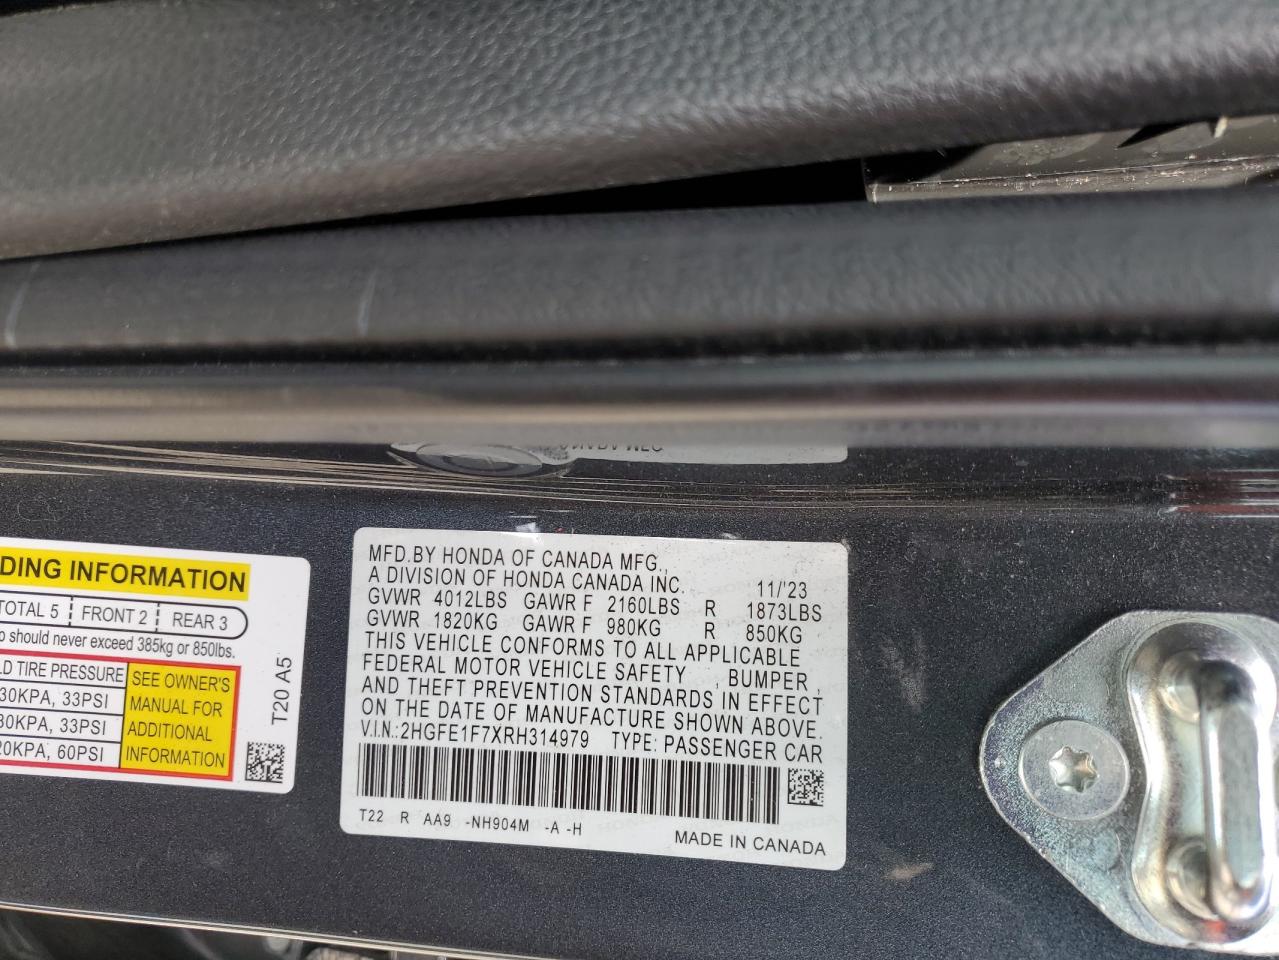 DING INFORMATION
TOTAL 5 FRONT 2 REAR 3
o should never exceed 385kg or 850lbs.
LD TIRE PRESSURE
30KPA, 33PSI
30KPA, 33PSI
20KPA, 60PSI
SEE OWNER'S
MANUAL FOR
ADDITIONAL
INFORMATION
T20 A5
MFD.BY HONDA OF CANADA MFG.,
A DIVISION OF HONDA CANADA INC. 11/'23
GVWR 4012LBS GAWR F 2160LBS R 1873LBS
GVWR 1820KG GAWR F 980KG R 850KG
THIS VEHICLE CONFORMS TO ALL APPLICABLE
FEDERAL MOTOR VEHICLE SAFETY , BUMPER ,
AND THEFT PREVENTION STANDARDS IN EFFECT
ON THE DATE OF MANUFACTURE SHOWN ABOVE.
V.I.N.:2HGFE1F7XRH314979 TYPE: PASSENGER CAR
T22 R AA9 -NH904M -A -H
MADE IN CANADA